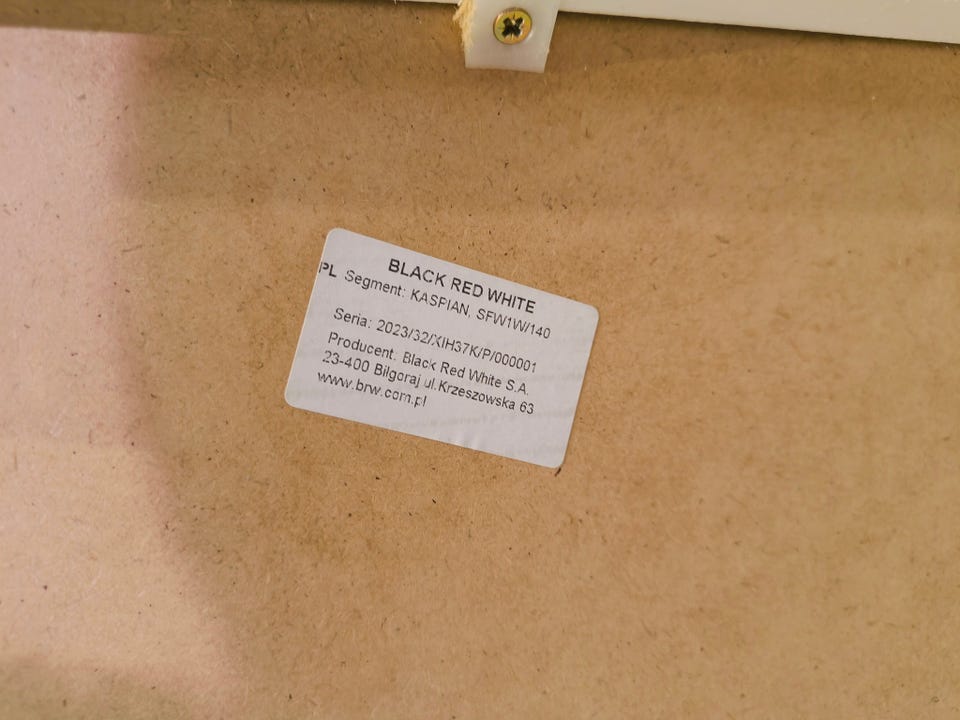 BLACK RED WHITE
PL Segment: KASPIAN, SFW1W/140
Seria: 2023/32/XIH37K/P/000001
Producent: Black Red White S.A.
23-400 Biłgoraj ul.Krzeszowska 63
www.brw.com.pl